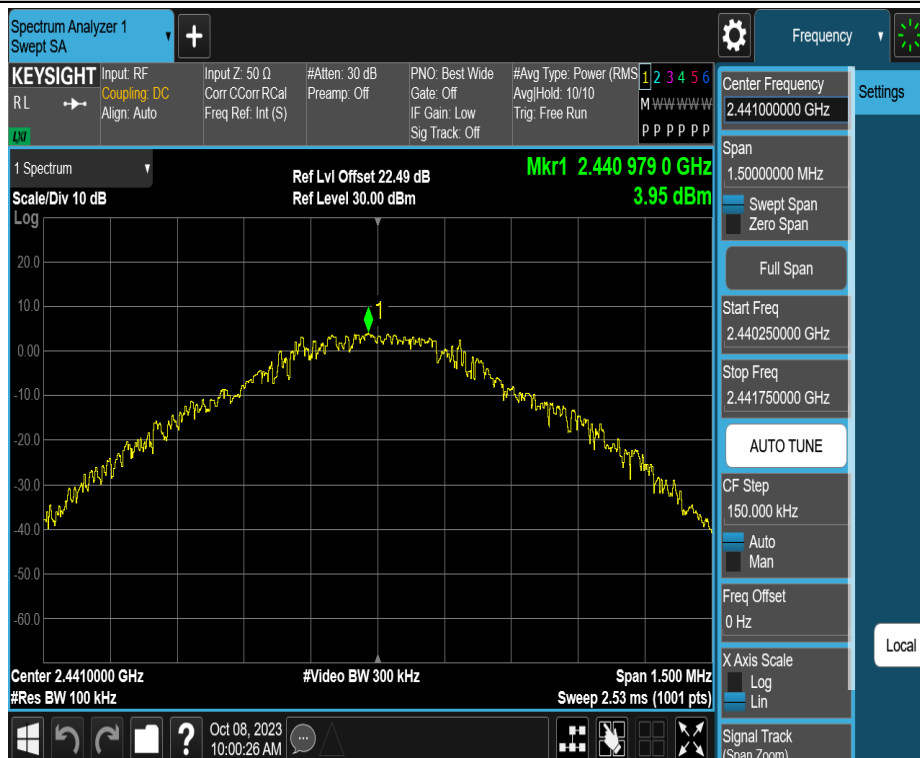 Spectrum Analyzer 1
Swept SA
+
Frequency
KEYSIGHT
RL
LXI
Input: RF
Coupling: DC
Align: Auto
Input Z: 50 Ω
Corr CCorr RCal
Freq Ref: Int (S)
#Atten: 30 dB
Preamp: Off
PNO: Best Wide
Gate: Off
IF Gain: Low
Sig Track: Off
#Avg Type: Power (RMS
Avg|Hold: 10/10
Trig: Free Run
1 2 3 4 5 6
M W W W W W
P P P P P P
1 Spectrum
Scale/Div 10 dB
Ref Lvl Offset 22.49 dB
Ref Level 30.00 dBm
Mkr1 2.440 979 0 GHz
3.95 dBm
Log
20.0
10.0
0.00
-10.0
-20.0
-30.0
-40.0
-50.0
-60.0
1
Center 2.4410000 GHz
#Video BW 300 kHz
Span 1.500 MHz
#Res BW 100 kHz
Sweep 2.53 ms (1001 pts)
?
Oct 08, 2023
10:00:26 AM
Center Frequency
2.441000000 GHz
Settings
Span
1.50000000 MHz
Swept Span
Zero Span
Full Span
Start Freq
2.440250000 GHz
Stop Freq
2.441750000 GHz
AUTO TUNE
CF Step
150.000 kHz
Auto
Man
Freq Offset
0 Hz
Local
X Axis Scale
Log
Lin
Signal Track
(Span Zoom)